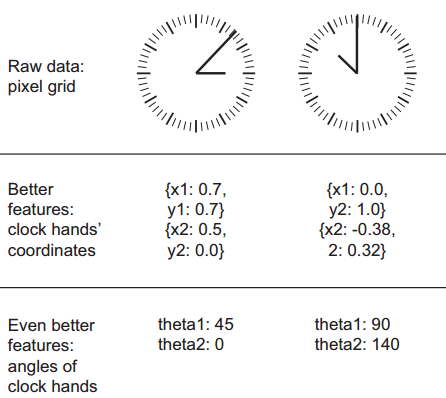 Raw data:
pixel grid
Better
features:
clock hands’
coordinates
{x1: 0.7,
y1: 0.7}
{x2: 0.5,
y2: 0.0}
{x1: 0.0,
y2: 1.0}
{x2: -0.38,
2: 0.32}
Even better
features:
angles of
clock hands
theta1: 45
theta2: 0
theta1: 90
theta2: 140